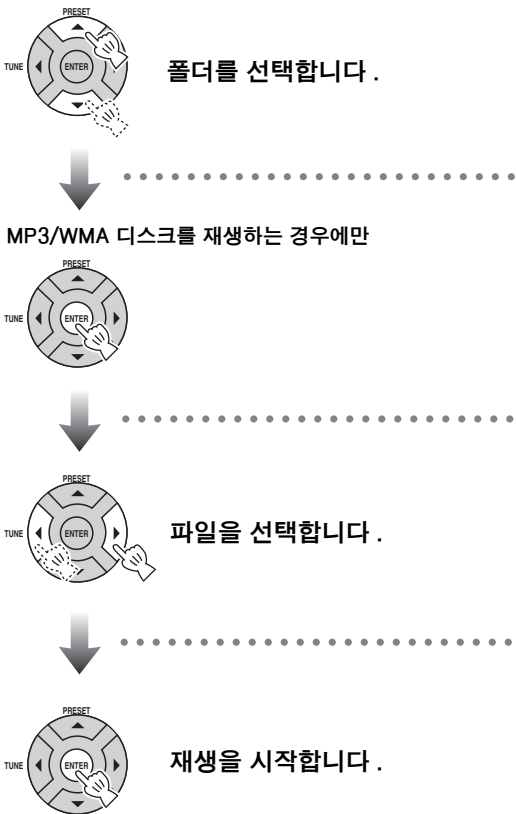 PRESET
TUNE
ENTER
폴더를 선택합니다 .
MP3/WMA 디스크를 재생하는 경우에만
PRESET
TUNE
ENTER
PRESET
TUNE
ENTER
파일을 선택합니다 .
PRESET
TUNE
ENTER
재생을 시작합니다 .